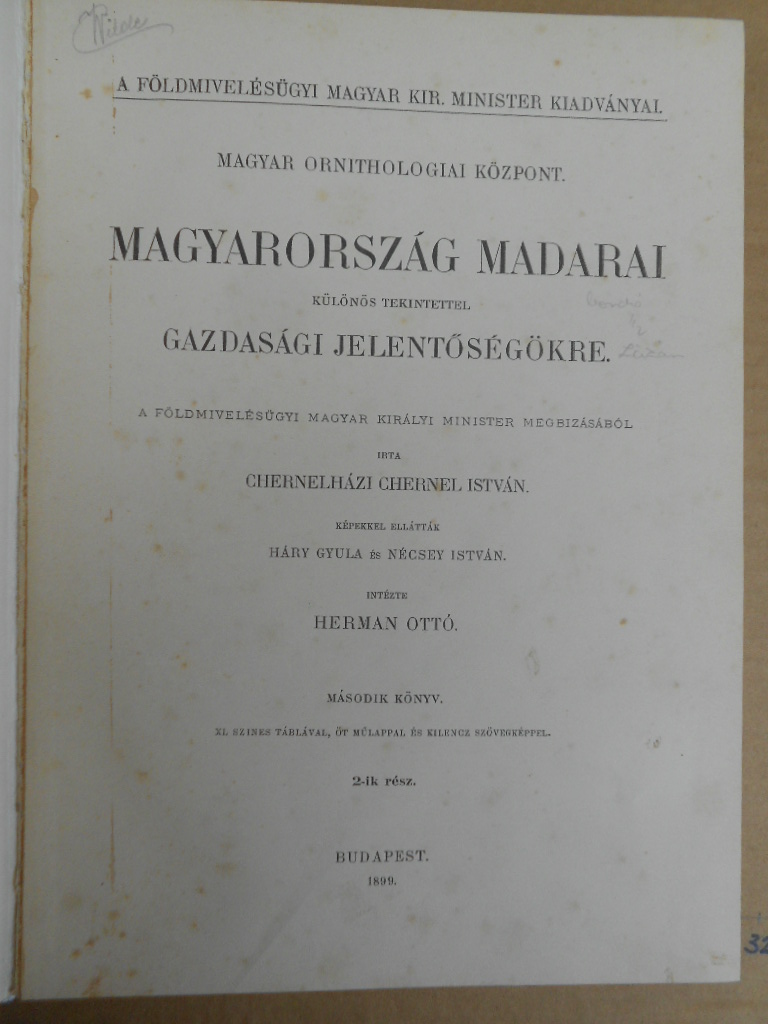 A FÖLDMIVELÉSÜGYI MAGYAR KIR. MINISTER KIADVÁNYAI.
MAGYAR ORNITHOLOGIAI KÖZPONT.
MAGYARORSZÁG MADARAI
KÜLÖNÖS TEKINTETTEL
GAZDASÁGI JELENTŐSÉGÖKRE.
A FÖLDMIVELÉSÜGYI MAGYAR KIRÁLYI MINISTER MEGBIZÁSÁBÓL
IRTA
CHERNELHÁZI CHERNEL ISTVÁN.
KÉPEKKEL ELLÁTTÁK
HÁRY GYULA ÉS NÉCSEY ISTVÁN.
INTÉZTE
HERMAN OTTÓ.
MÁSODIK KÖNYV.
XL SZINES TÁBLÁVAL, ÖT MŰLAPPAL ÉS KILENCZ SZÖVEGKÉPPEL.
2-ik rész.
BUDAPEST.
1899.
32